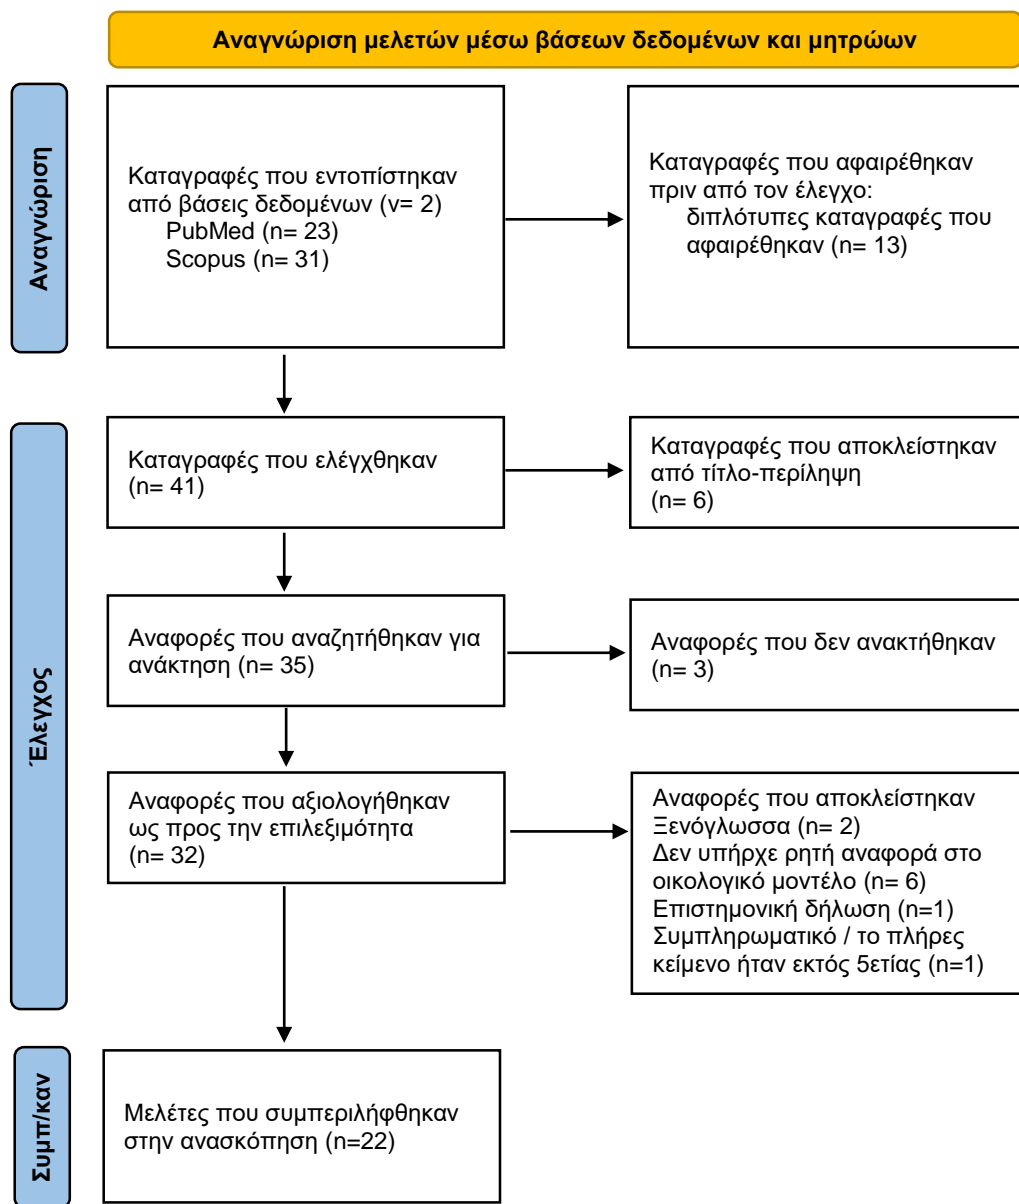 Αναγνώριση μελετών μέσω βάσεων δεδομένων και μητρώων
Αναγνώριση
Καταγραφές που εντοπίστηκαν
από βάσεις δεδομένων (ν= 2)
PubMed (n= 23)
Scopus (n= 31)
Καταγραφές που αφαιρέθηκαν
πριν από τον έλεγχο:
διπλότυπες καταγραφές που
αφαιρέθηκαν (n= 13)
Έλεγχος
Καταγραφές που ελέγχθηκαν
(n= 41)
Καταγραφές που αποκλείστηκαν
από τίτλο-περίληψη
(n= 6)
Αναφορές που αναζητήθηκαν για
ανάκτηση (n= 35)
Αναφορές που δεν ανακτήθηκαν
(n= 3)
Αναφορές που αξιολογήθηκαν
ως προς την επιλεξιμότητα
(n= 32)
Αναφορές που αποκλείστηκαν
Ξενόγλωσσα (n= 2)
Δεν υπήρχε ρητή αναφορά στο
οικολογικό μοντέλο (n= 6)
Επιστημονική δήλωση (n=1)
Συμπληρωματικό / το πλήρες
κείμενο ήταν εκτός 5ετίας (n=1)
Συμπ/καν
Μελέτες που συμπεριλήφθηκαν
στην ανασκόπηση (n=22)